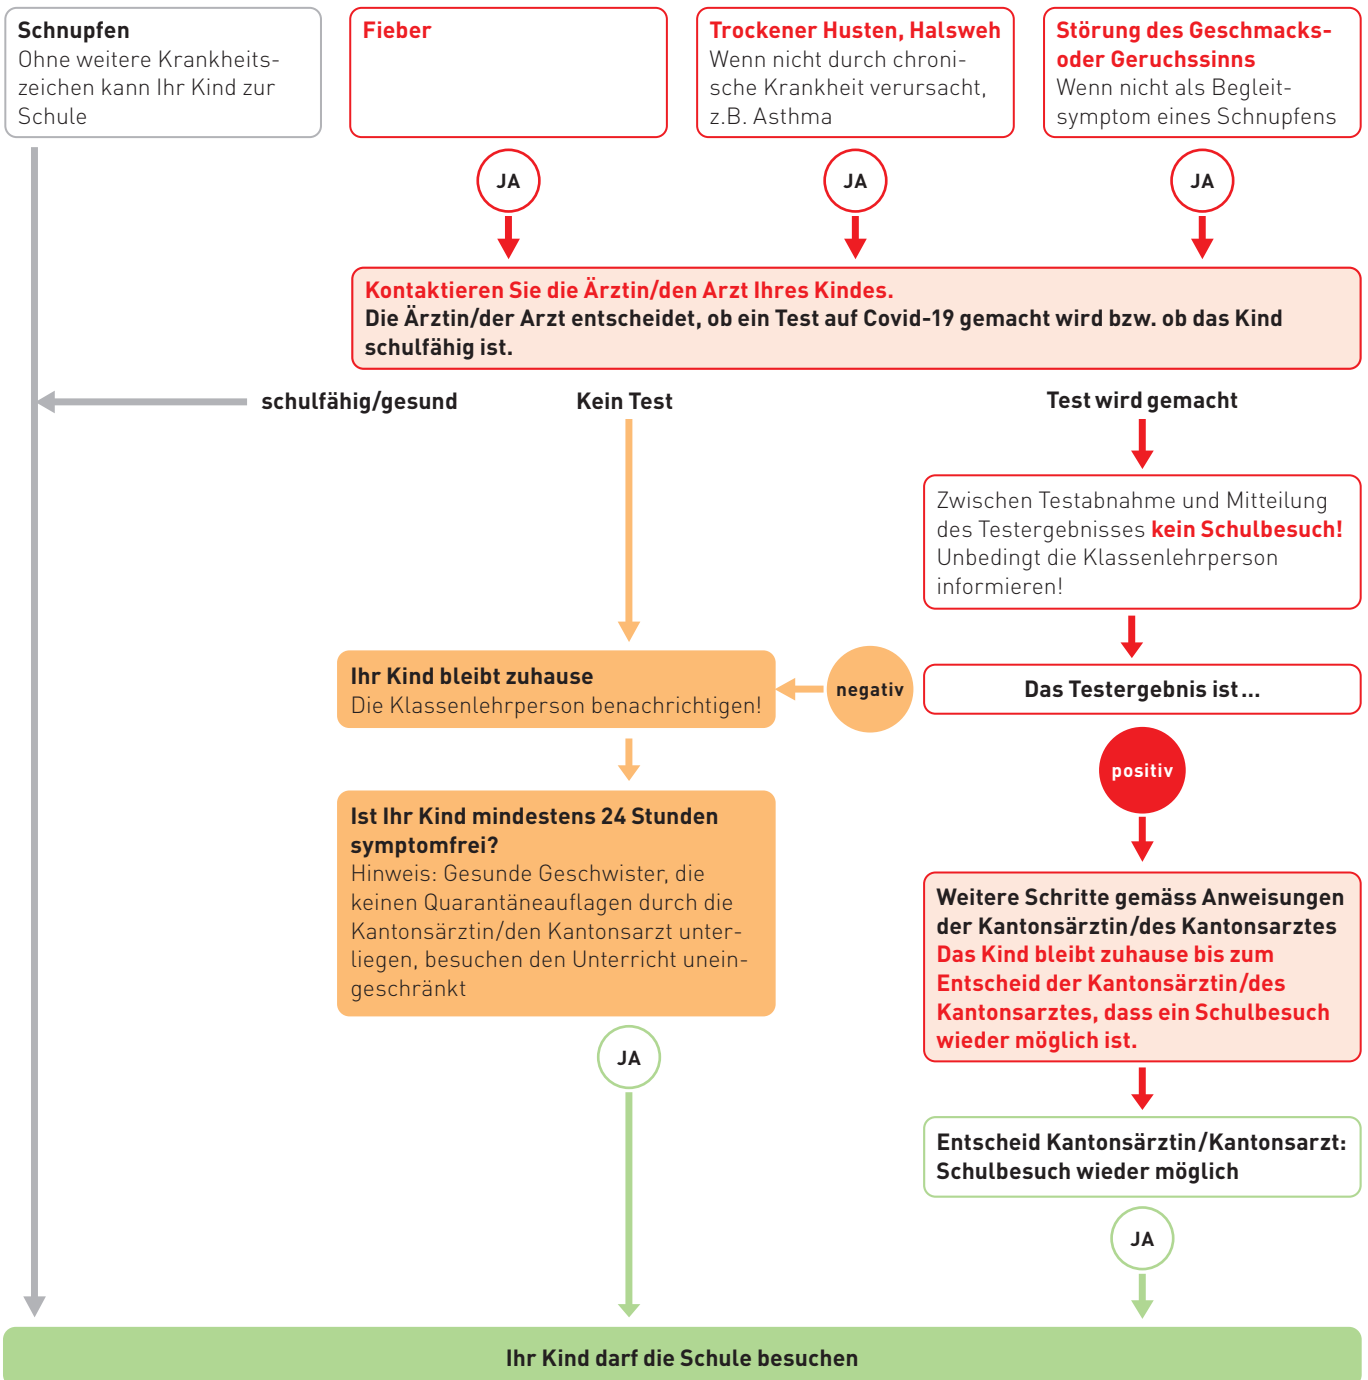 Schnupfen
Ohne weitere Krankheits-
zeichen kann Ihr Kind zur
Schule
Fieber
Trockener Husten, Halsweh
Wenn nicht durch chroni-
sche Krankheit verursacht,
z.B. Asthma
Störung des Geschmacks-
oder Geruchssinns
Wenn nicht als Begleit-
symptom eines Schnupfens
JA
JA
JA
Kontaktieren Sie die Ärztin/den Arzt Ihres Kindes.
Die Ärztin/der Arzt entscheidet, ob ein Test auf Covid-19 gemacht wird bzw. ob das Kind
schulfähig ist.
schulfähig/gesund
Kein Test
Test wird gemacht
Zwischen Testabnahme und Mitteilung
des Testergebnisses kein Schulbesuch!
Unbedingt die Klassenlehrperson
informieren!
Ihr Kind bleibt zuhause
Die Klassenlehrperson benachrichtigen!
negativ
Das Testergebnis ist...
positiv
Ist Ihr Kind mindestens 24 Stunden
symptomfrei?
Hinweis: Gesunde Geschwister, die
keinen Quarantäneauflagen durch die
Kantonsärztin/den Kantonsarzt unter-
liegen, besuchen den Unterricht unein-
geschränkt
Weitere Schritte gemäss Anweisungen
der Kantonsärztin/des Kantonsarztes
Das Kind bleibt zuhause bis zum
Entscheid der Kantonsärztin/des
Kantonsarztes, dass ein Schulbesuch
wieder möglich ist.
JA
Entscheid Kantonsärztin/Kantonsarzt:
Schulbesuch wieder möglich
JA
Ihr Kind darf die Schule besuchen